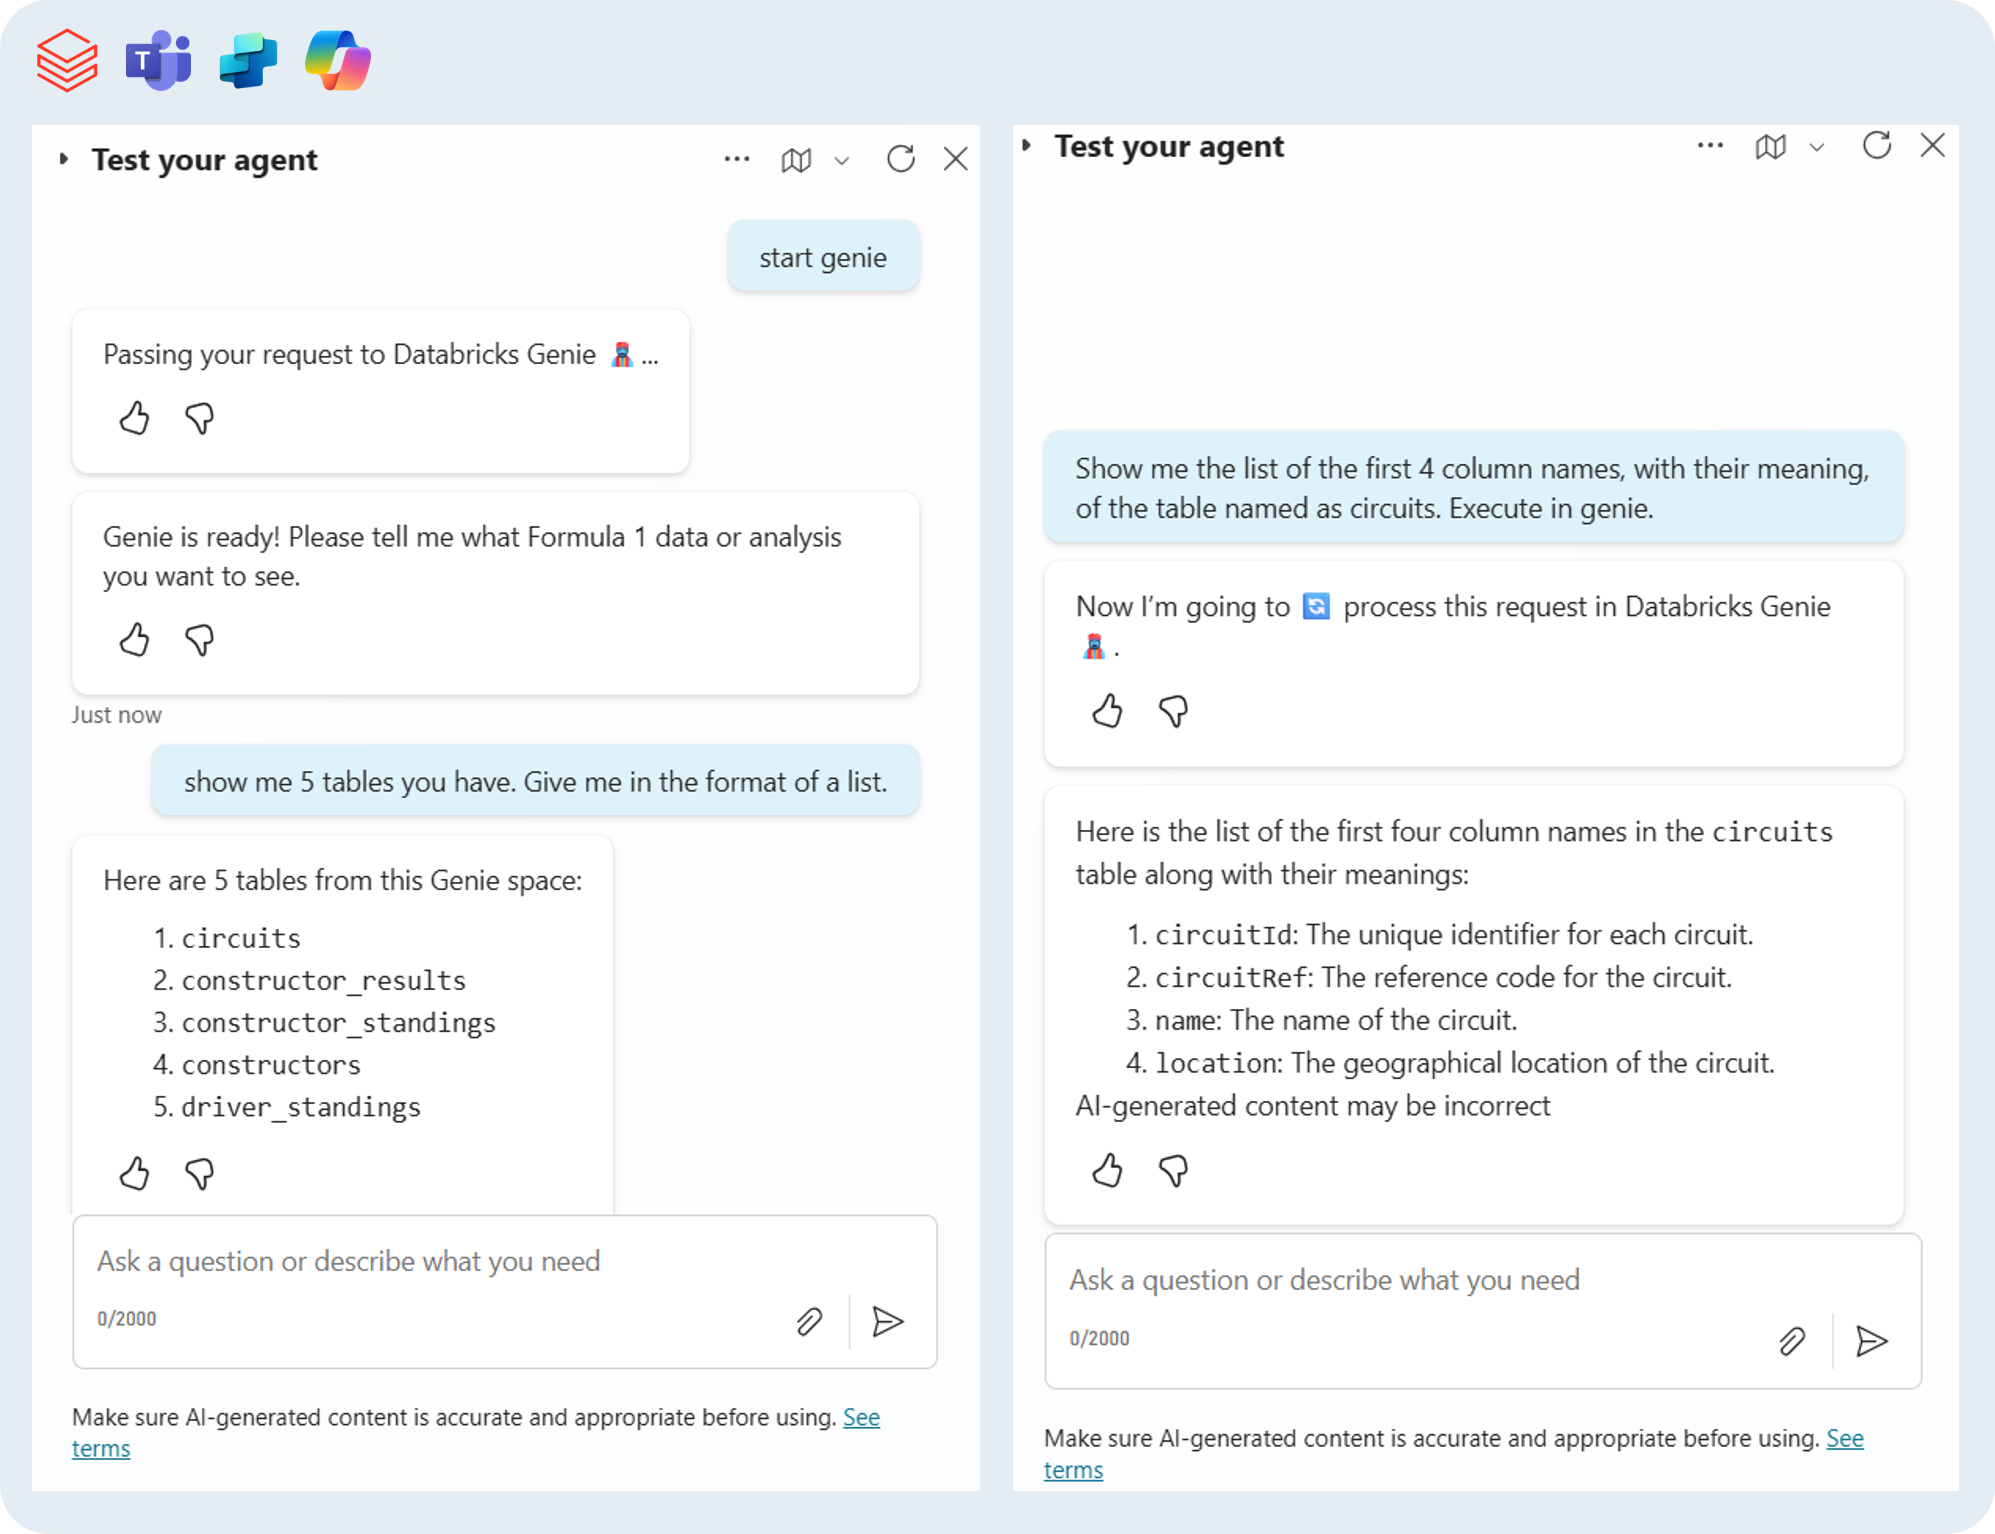 T
Test your agent
start genie
Passing your request to Databricks Genie 🧞 ...
Genie is ready! Please tell me what Formula 1 data or analysis
you want to see.
Just now
show me 5 tables you have. Give me in the format of a list.
Here are 5 tables from this Genie space:
1. circuits
2. constructor_results
3. constructor_standings
4. constructors
5. driver_standings
Ask a question or describe what you need
0/2000
Make sure AI-generated content is accurate and appropriate before using. See
terms
Test your agent
Show me the list of the first 4 column names, with their meaning,
of the table named as circuits. Execute in genie.
Now I’m going to 🔄 process this request in Databricks Genie
🧞 .
Here is the list of the first four column names in the circuits
table along with their meanings:
1. circuitId: The unique identifier for each circuit.
2. circuitRef: The reference code for the circuit.
3. name: The name of the circuit.
4. location: The geographical location of the circuit.
AI-generated content may be incorrect
Ask a question or describe what you need
0/2000
Make sure AI-generated content is accurate and appropriate before using. See
terms